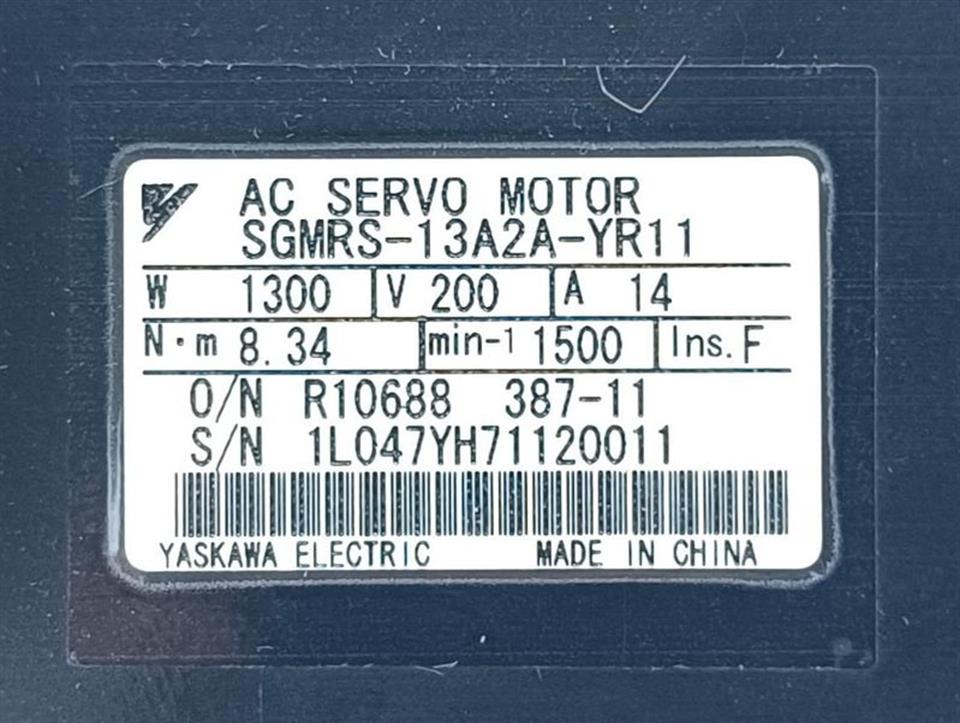 AC SERVO MOTOR
SGMRS-13A2A-YR11
W 1300 V 200 A 14
N·m 8.34 min-1 1500 Ins. F
O/N R10688 387-11
S/N 1L047YH71120011
YASKAWA ELECTRIC MADE IN CHINA